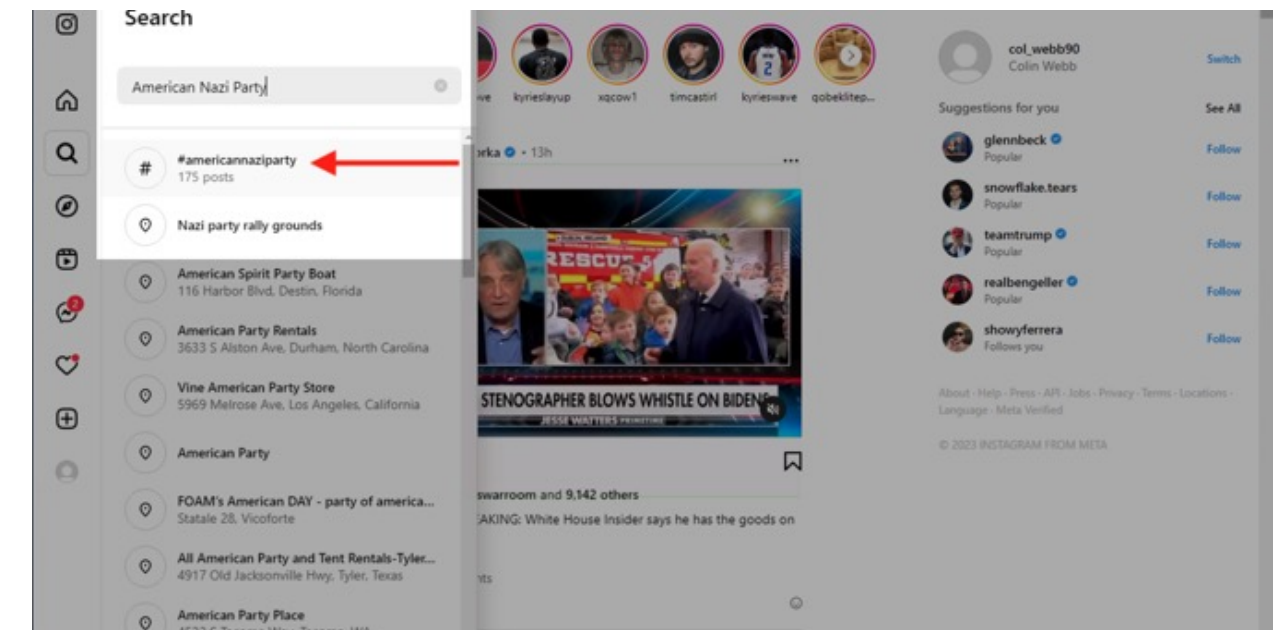 Search
American Nazi Party
#
#americannaziparty
175 posts
Nazi party rally grounds
American Spirit Party Boat
116 Harbor Blvd, Destin, Florida
American Party Rentals
3633 S Alston Ave, Durham, North Carolina
Vine American Party Store
5969 Melrose Ave, Los Angeles, California
American Party
FOAM's American DAY - party of america...
Statale 28, Vicoforte
All American Party and Tent Rentals-Tyler...
4917 Old Jacksonville Hwy, Tyler, Texas
American Party Place
2
ve kyrieslayup xqcow1 timcastirl kyrieswave qobeklitep...
orka • 13h
...
RESCUE 5
STENOGRAPHER BLOWS WHISTLE ON BIDENS
JESSE WATTERS PRIMETIME
swarroom and 9,142 others
EAKING: White House Insider says he has the goods on
nts
col_webb90
Colin Webb
Switch
Suggestions for you See All
glennbeck
Popular
Follow
snowflake.tears
Popular
Follow
teamtrump
Popular
Follow
realbengeller
Popular
Follow
showyferrera
Follows you
Follow
About · Help · Press · API · Jobs · Privacy · Terms · Locations ·
Language · Meta Verified
© 2023 INSTAGRAM FROM META